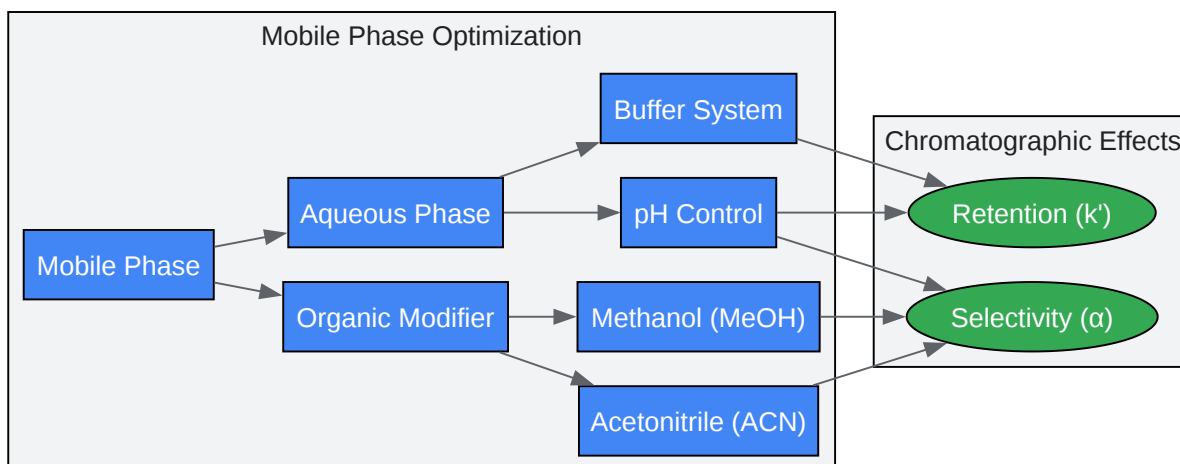 Mobile Phase Optimization
Buffer System
Chromatographic Effects
Aqueous Phase
pH Control
Retention (k')
Mobile Phase
Organic Modifier
Methanol (MeOH)
Selectivity (α)
Acetonitrile (ACN)